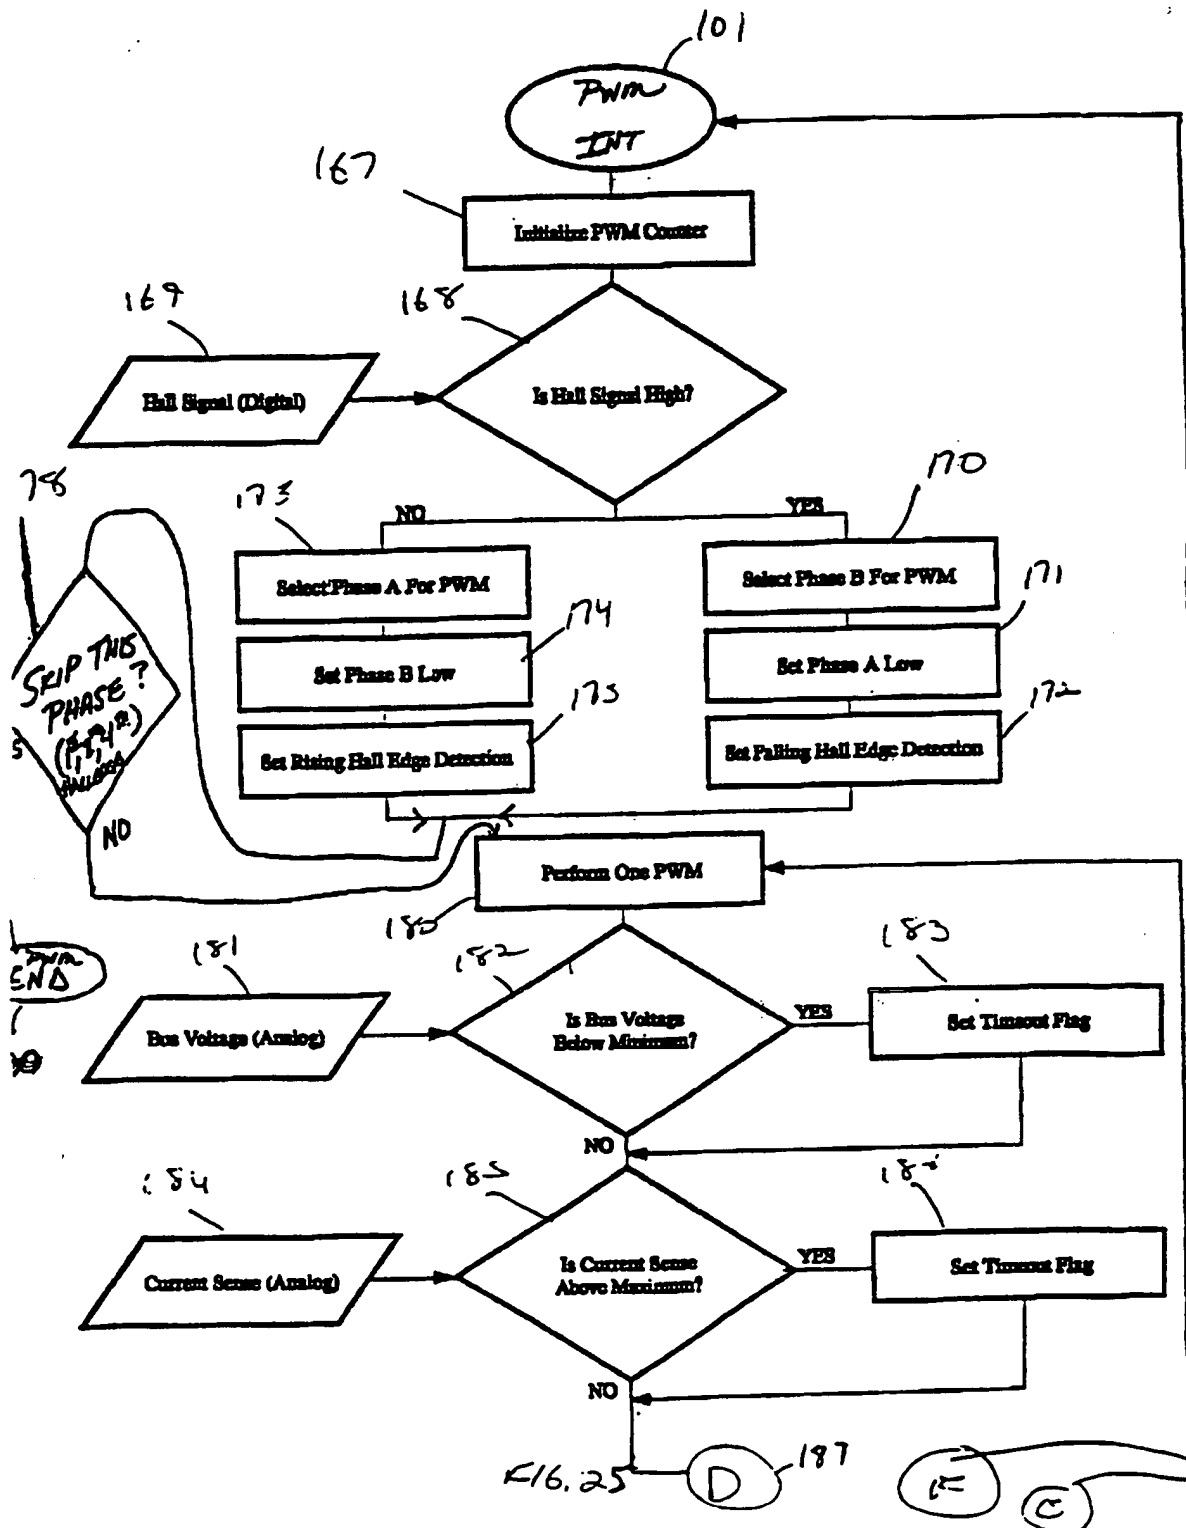 101
PWM
INT
167
Initialize PWM Counter
169
168
Hall Signal (Digital)
Is Hall Signal High?
78
173
170
NO
YES
Select Phase A For PWM
Select Phase B For PWM
171
174
SKIP THIS
PHASE?
Set Phase B Low
Set Phase A Low
175
172
Set Rising Hall Edge Detection
Set Falling Hall Edge Detection
S
NO
Perform One PWM
180
181
182
183
PWM
END
Bus Voltage (Analog)
Is Bus Voltage
Below Minimum?
YES
Set Timeout Flag
NO
184
185
Current Sense (Analog)
Is Current Sense
Above Maximum?
YES
Set Timeout Flag
NO
FIG. 25
D
187
F